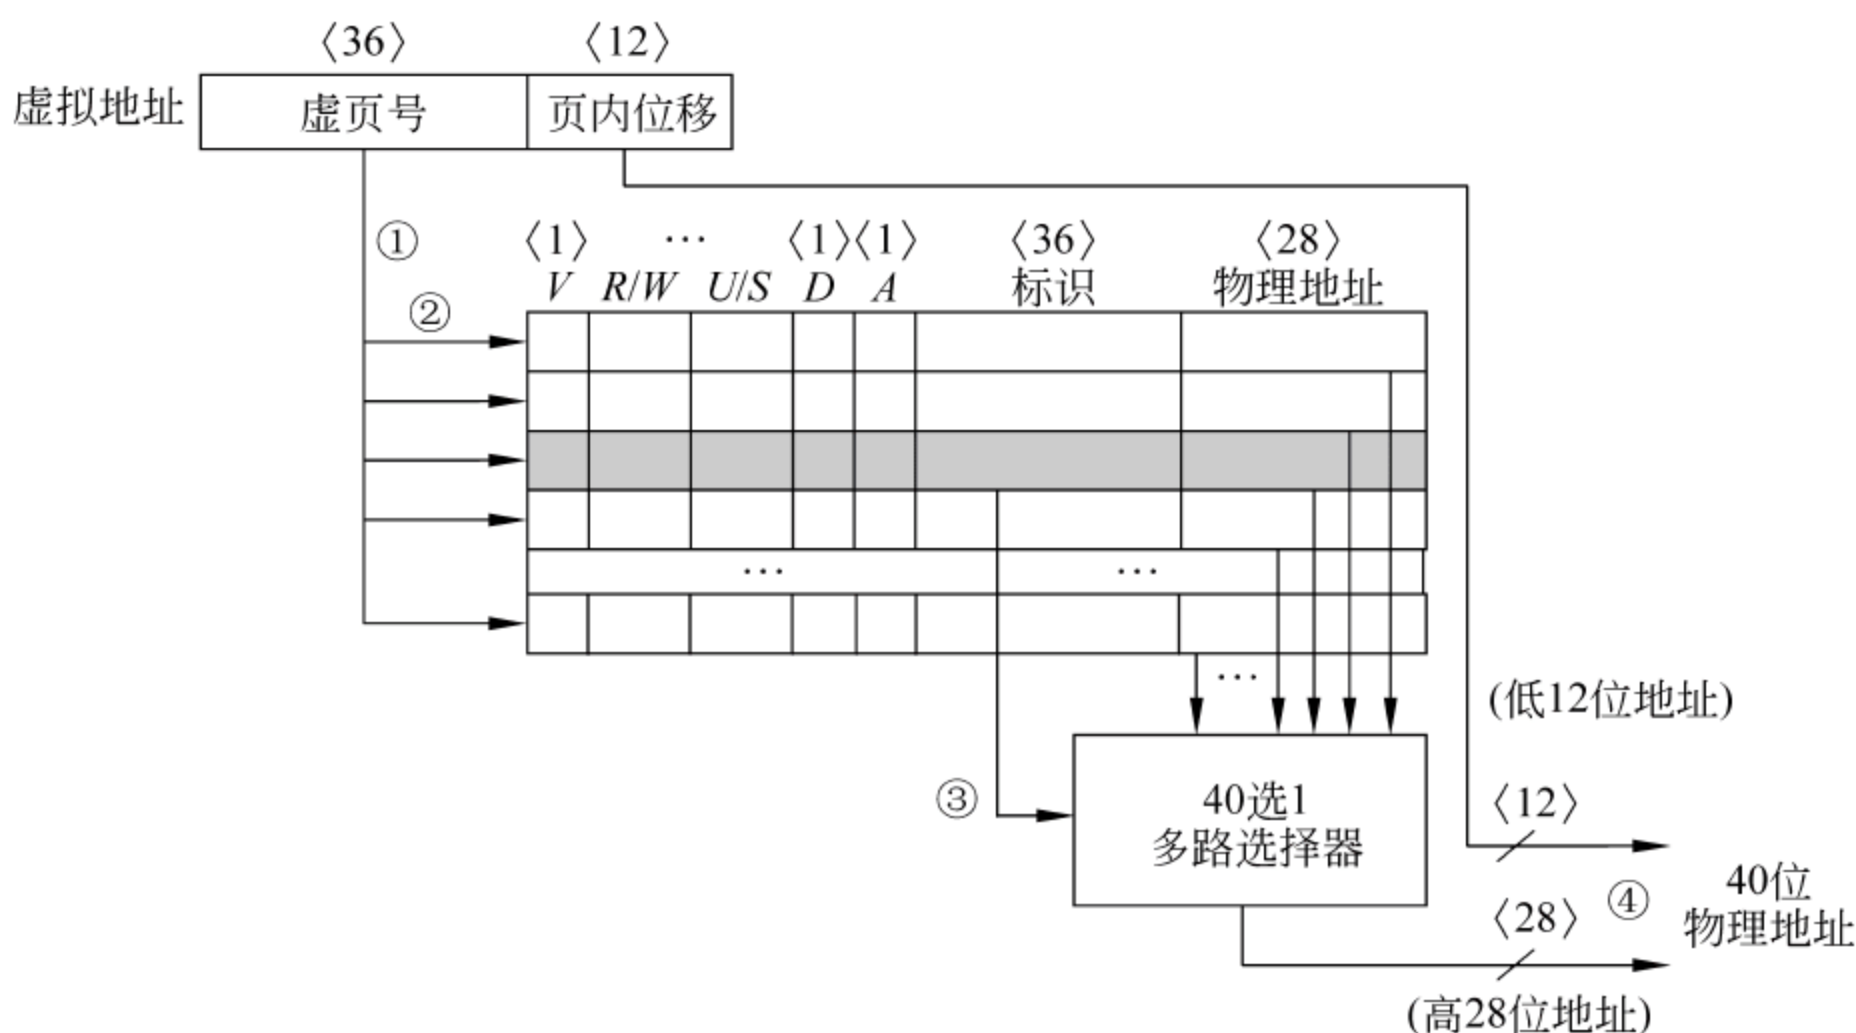 〈36〉 〈12〉
虚拟地址 虚页号 页内位移
① 〈1〉 … 〈1〉〈1〉 〈36〉 〈28〉
V R/W U/S D A 标识 物理地址
②
… …
…
(低12位地址)
③ 40选1 〈12〉
多路选择器
④ 40位
〈28〉 物理地址
(高28位地址)